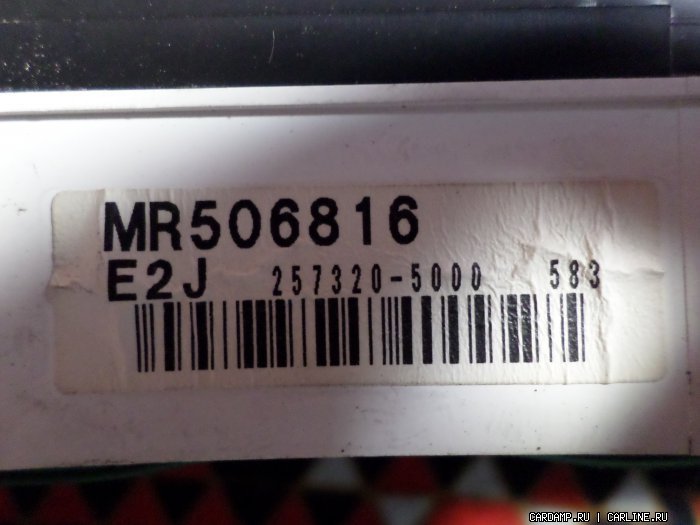 MR506816
E2J 257320-5000 583
CARDAMP.RU | CARLINE.RU